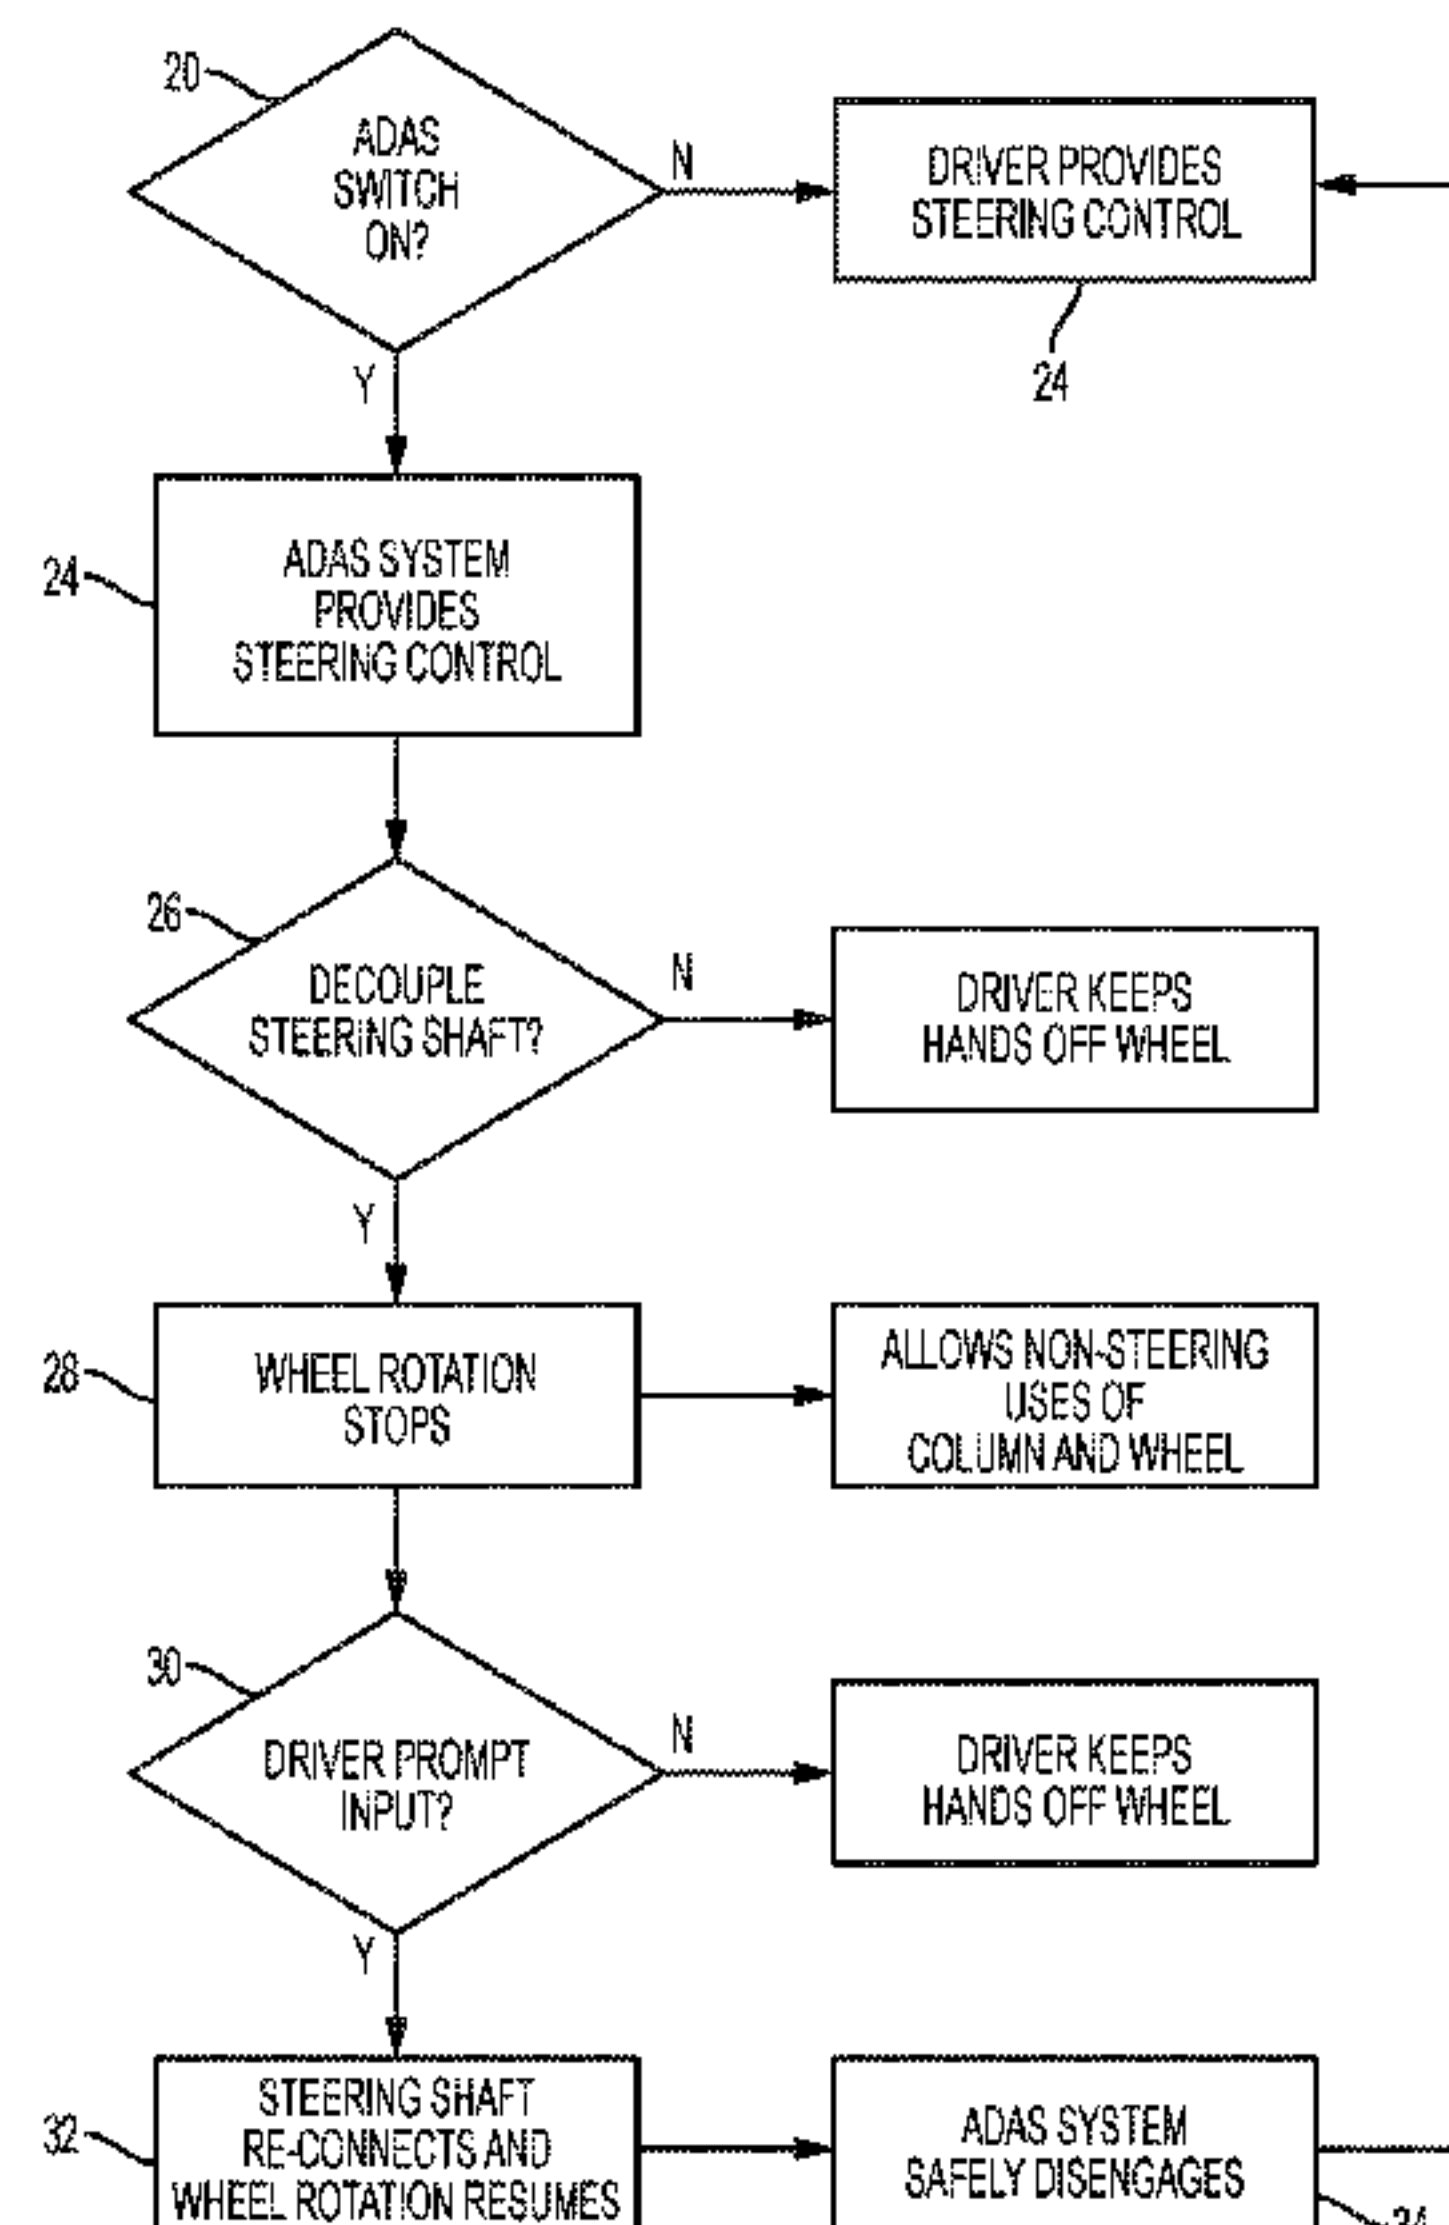 20
ADAS
SWITCH
ON?
N
DRIVER PROVIDES
STEERING CONTROL
24
Y
24
ADAS SYSTEM
PROVIDES
STEERING CONTROL
26
DECOUPLE
STEERING SHAFT?
N
DRIVER KEEPS
HANDS OFF WHEEL
Y
28
WHEEL ROTATION
STOPS
ALLOWS NON-STEERING
USES OF
COLUMN AND WHEEL
30
DRIVER PROMPT
INPUT?
N
DRIVER KEEPS
HANDS OFF WHEEL
Y
32
STEERING SHAFT
RE-CONNECTS AND
WHEEL ROTATION RESUMES
ADAS SYSTEM
SAFELY DISENGAGES